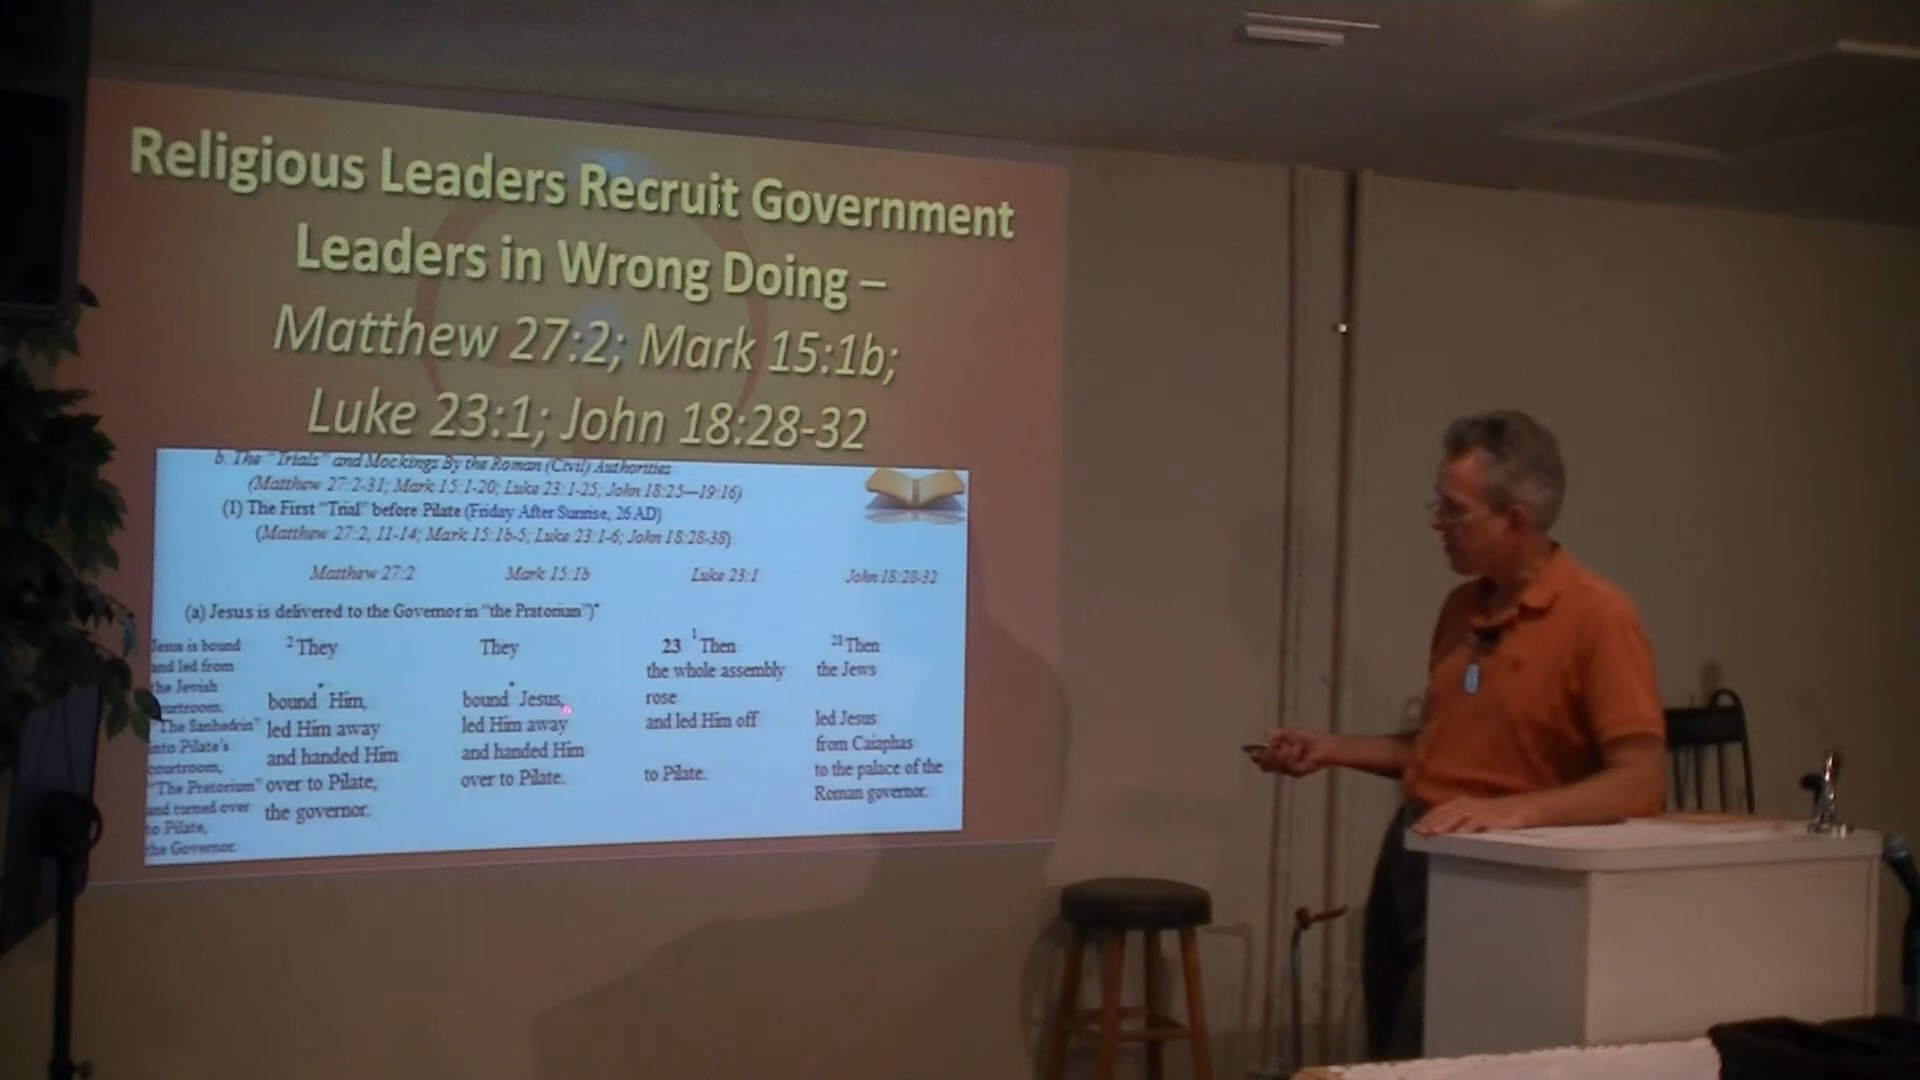 Religious Leaders Recruit Government
Leaders in Wrong Doing –
Matthew 27:2; Mark 15:1b;
Luke 23:1; John 18:28-32
b. The "Trials" and Mockings By the Roman (Civil) Authorities
(Matthew 27:2-31; Mark 15:1-20; Luke 23:1-25; John 18:25—19:16)
(1) The First "Trial" before Pilate (Friday After Sunrise, 26 AD)
(Matthew 27:2, 11-14; Mark 15:1b-5; Luke 23:1-6; John 18:28-38)
Matthew 27:2 Mark 15:1b Luke 23:1 John 18:28-32
(a) Jesus is delivered to the Governor in "the Pratorium")*
Jesus is bound
and led from
the Jewish
courtroom,
"The Sanhedrin"
into Pilate's
courtroom,
"The Pretorium"
and turned over
to Pilate,
the Governor.
2 They
bound* Him,
led Him away
and handed Him
over to Pilate,
the governor.
They
bound* Jesus,
led Him away
and handed Him
over to Pilate.
23 1 Then
the whole assembly
rose
and led Him off
to Pilate.
Then
the Jews
led Jesus
from Caiaphas
to the palace of the
Roman governor.